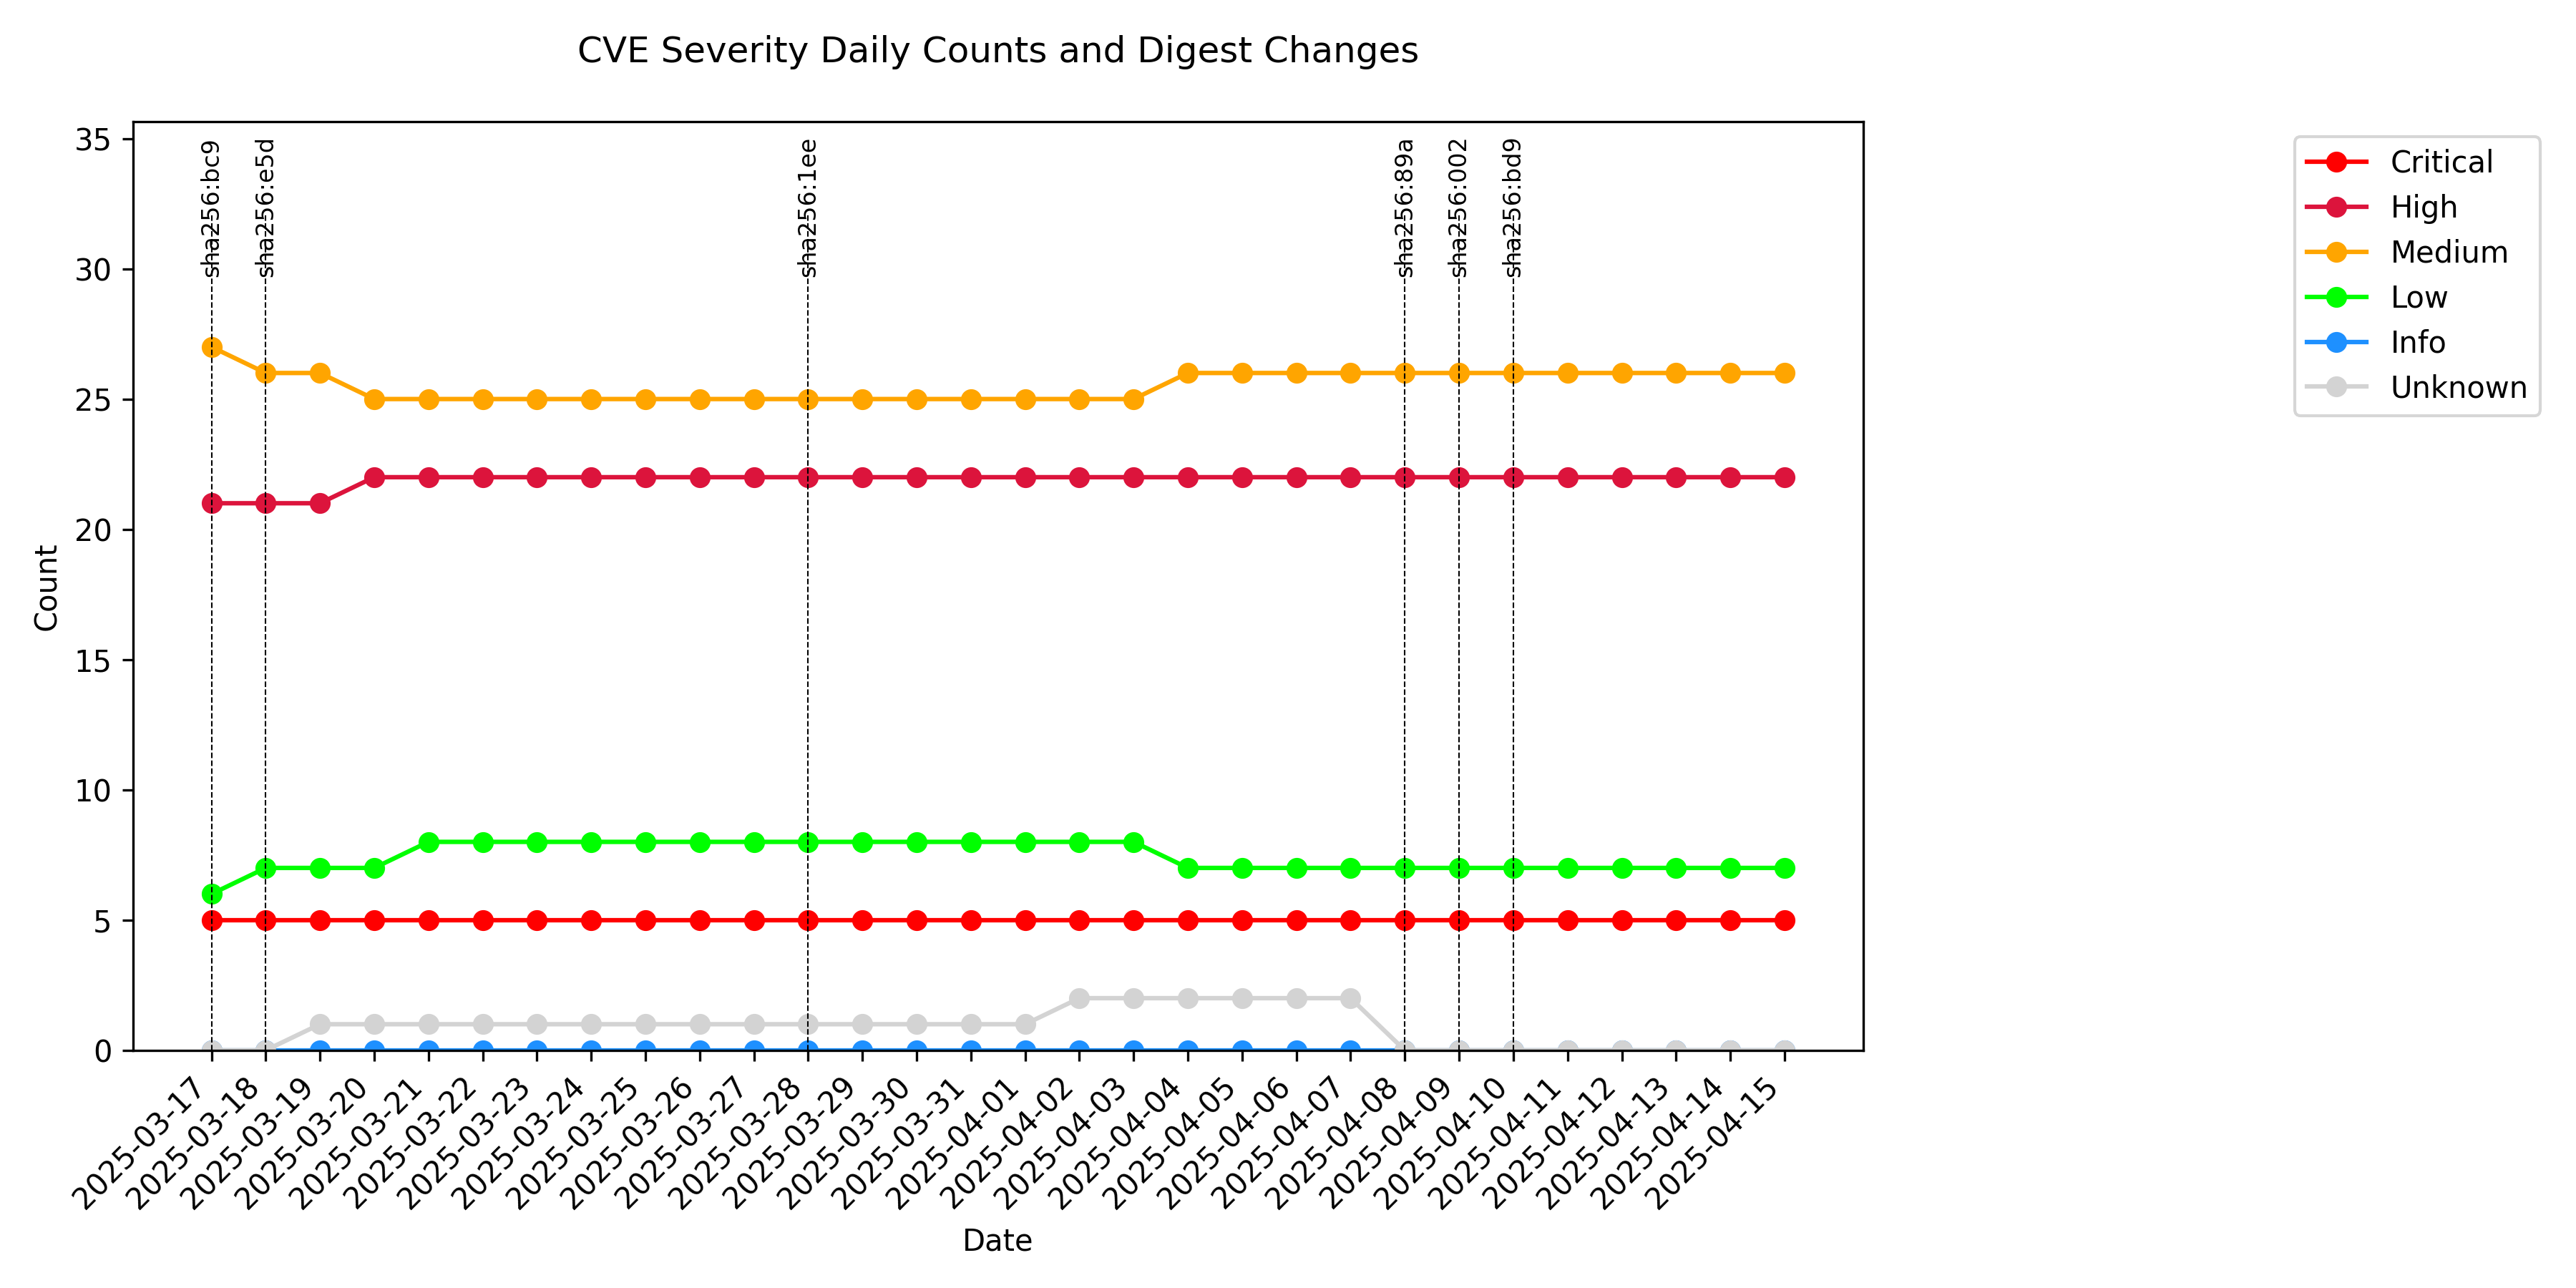 CVE Severity Daily Counts and Digest Changes
35
30
25
20
15
10
5
0
Count
sha256:bc9
sha256:e5d
sha256:1ee
sha256:89a
sha256:002
sha256:bd9
Critical
High
Medium
Low
Info
Unknown
2025-03-17
2025-03-18
2025-03-19
2025-03-20
2025-03-21
2025-03-22
2025-03-23
2025-03-24
2025-03-25
2025-03-26
2025-03-27
2025-03-28
2025-03-29
2025-03-30
2025-03-31
2025-04-01
2025-04-02
2025-04-03
2025-04-04
2025-04-05
2025-04-06
2025-04-07
2025-04-08
2025-04-09
2025-04-10
2025-04-11
2025-04-12
2025-04-13
2025-04-14
2025-04-15
Date